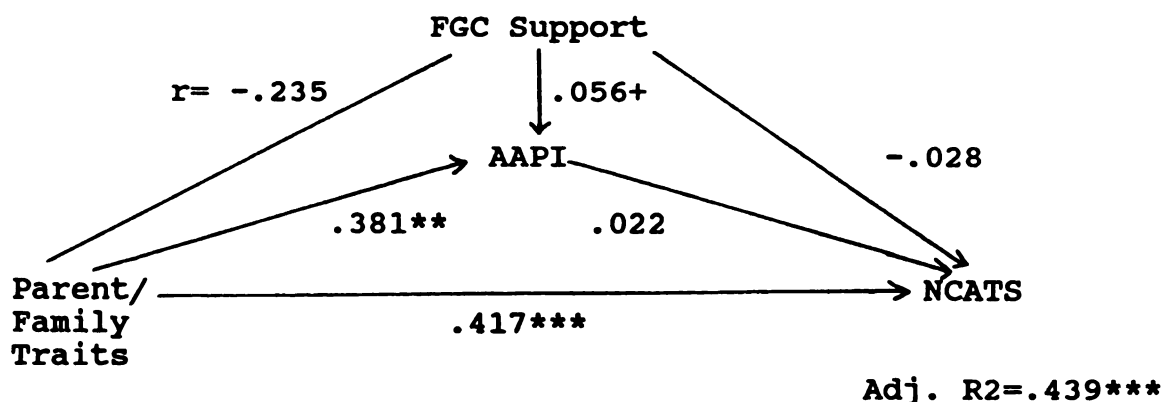 FGC Support
r= -.235
.056+
AAPI
-.028
.381**
.022
Parent/
Family
Traits
NCATS
.417***
Adj. R2=.439***